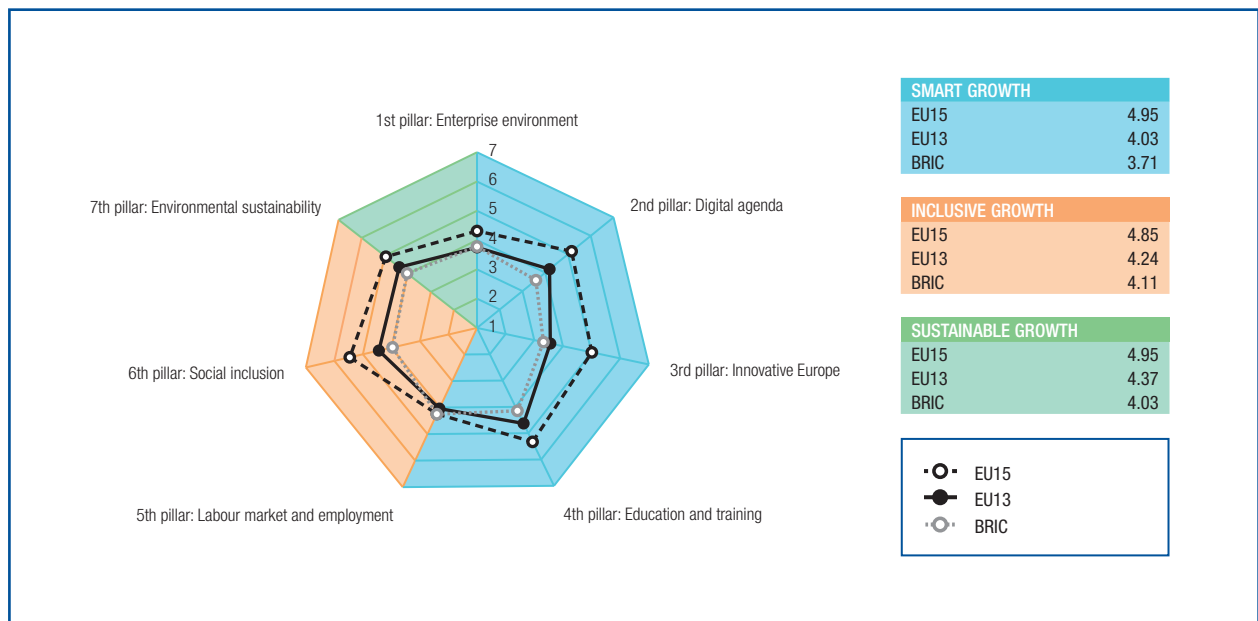 1st pillar: Enterprise environment
7
6
5
4
3
2
1
2nd pillar: Digital agenda
3rd pillar: Innovative Europe
4th pillar: Education and training
5th pillar: Labour market and employment
6th pillar: Social inclusion
7th pillar: Environmental sustainability
SMART GROWTH
EU15 4.95
EU13 4.03
BRIC 3.71
INCLUSIVE GROWTH
EU15 4.85
EU13 4.24
BRIC 4.11
SUSTAINABLE GROWTH
EU15 4.95
EU13 4.37
BRIC 4.03
EU15
EU13
BRIC